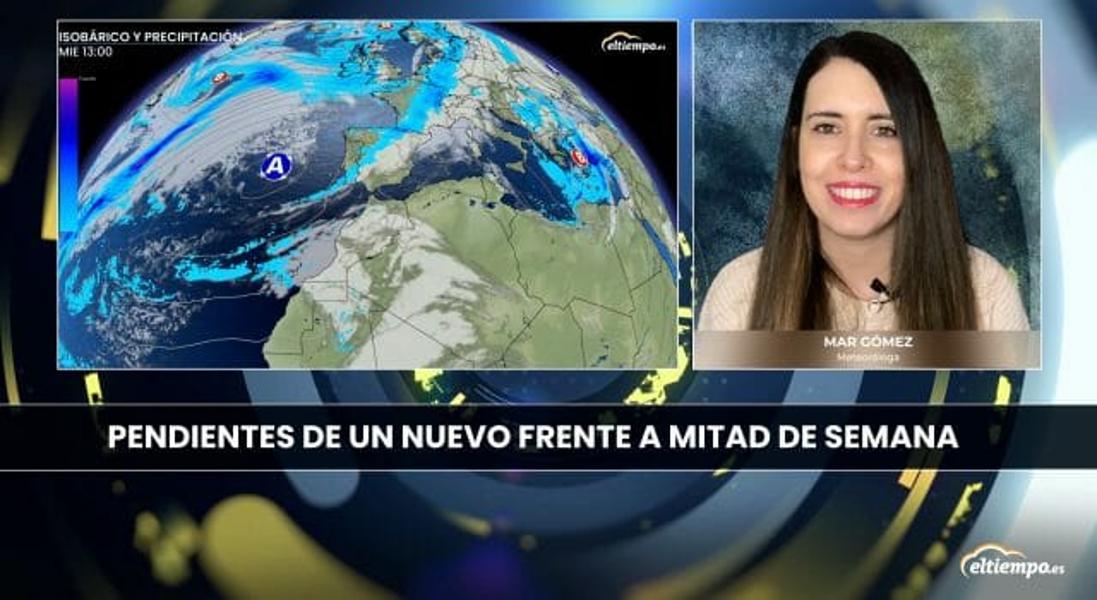 ISOBÁRICO Y PRECIPITACIÓN
MIE 13:00
eltiempo.es
A
B
B
MAR GÓMEZ
Meteoróloga
PENDIENTES DE UN NUEVO FRENTE A MITAD DE SEMANA
eltiempo.es